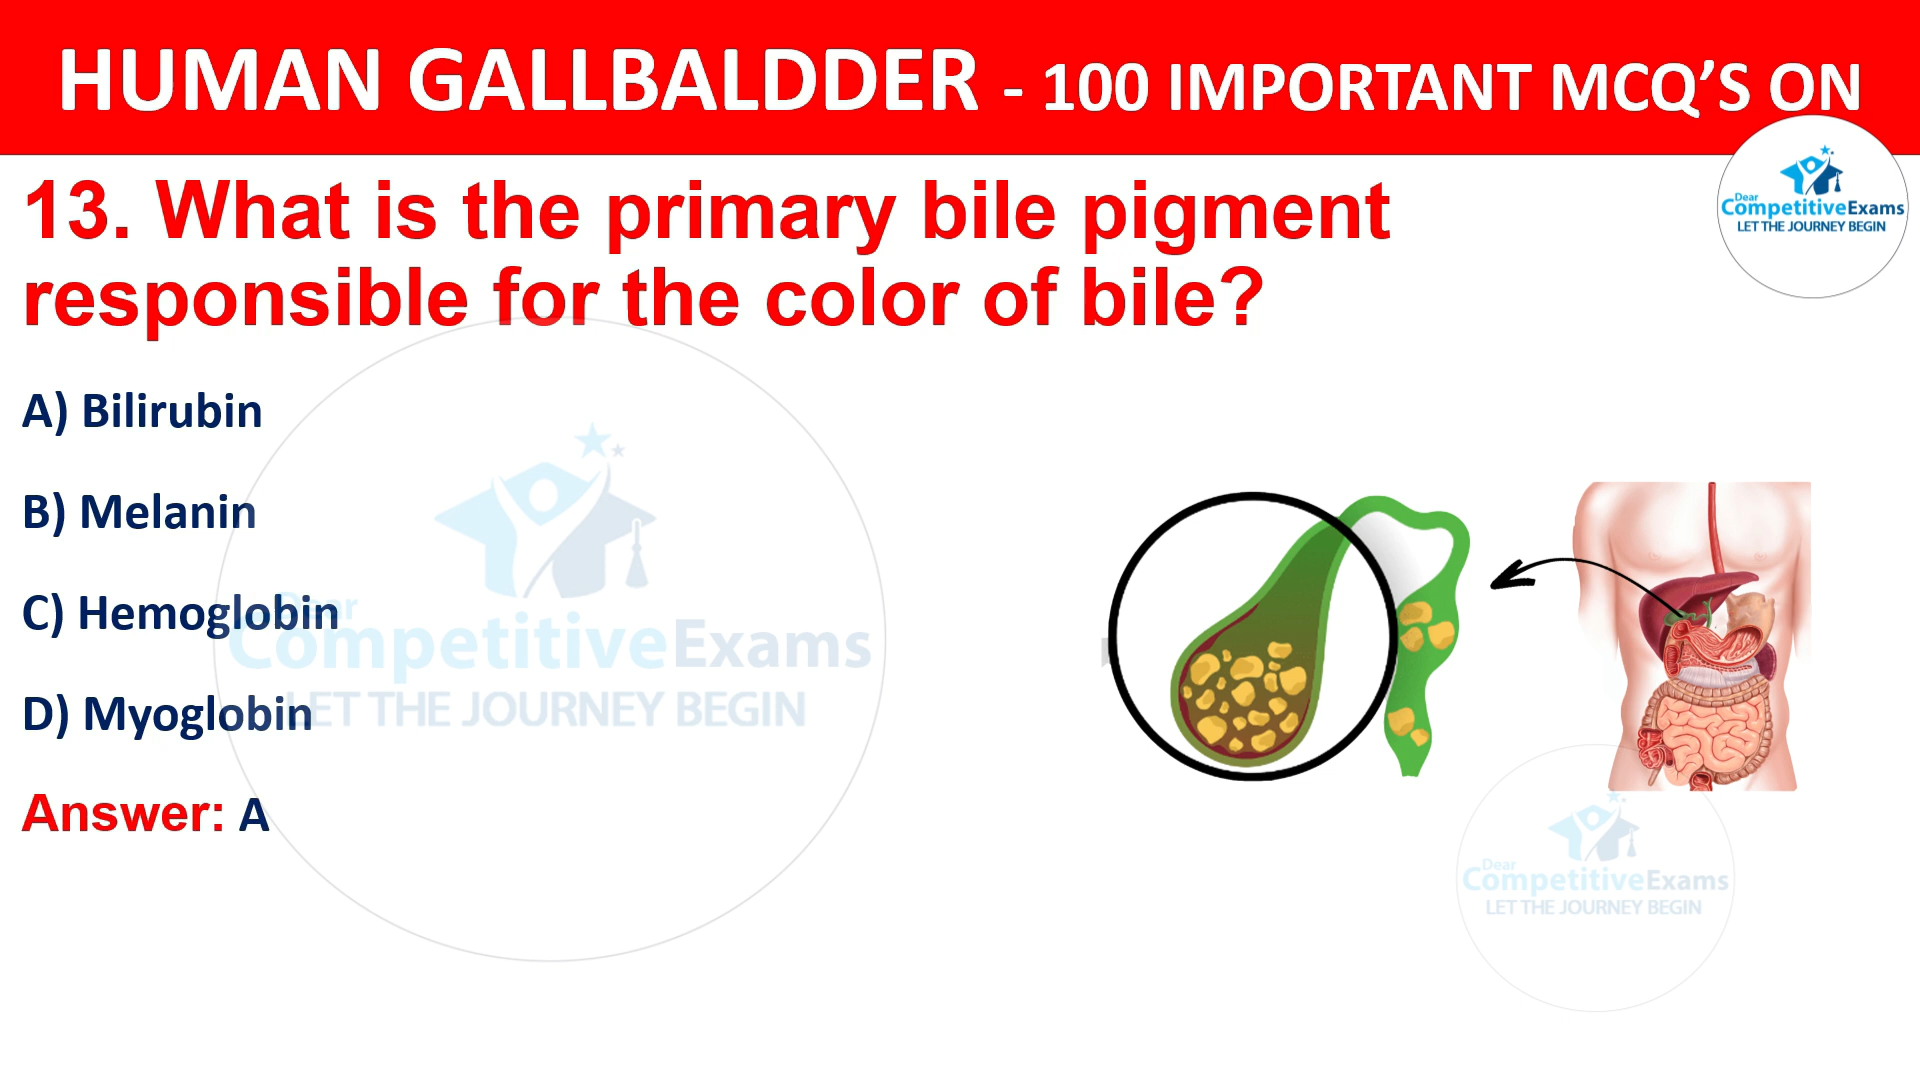 HUMAN GALLBALDDER - 100 IMPORTANT MCQ’S ON
Dear
CompetitiveExams
LET THE JOURNEY BEGIN
13. What is the primary bile pigment
responsible for the color of bile?
A) Bilirubin
B) Melanin
C) Hemoglobin
D) Myoglobin
Answer: A
Dear
CompetitiveExams
LET THE JOURNEY BEGIN
Dear
CompetitiveExams
LET THE JOURNEY BEGIN